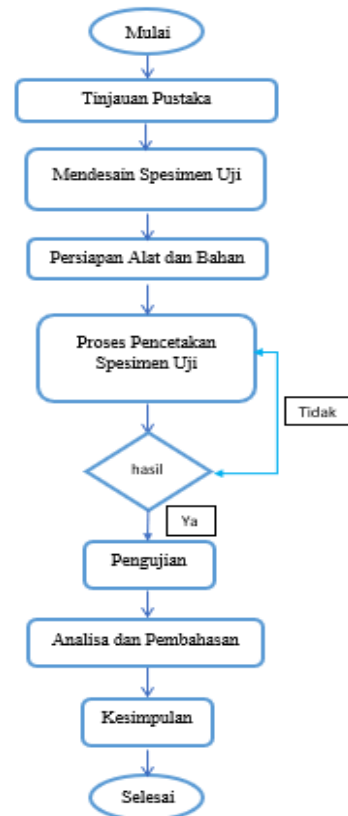 Mulai
Tinjauan Pustaka
Mendesain Spesimen Uji
Persiapan Alat dan Bahan
Proses Pencetakan
Spesimen Uji
Tidak
hasil
Ya
Pengujian
Analisa dan Pembahasan
Kesimpulan
Selesai